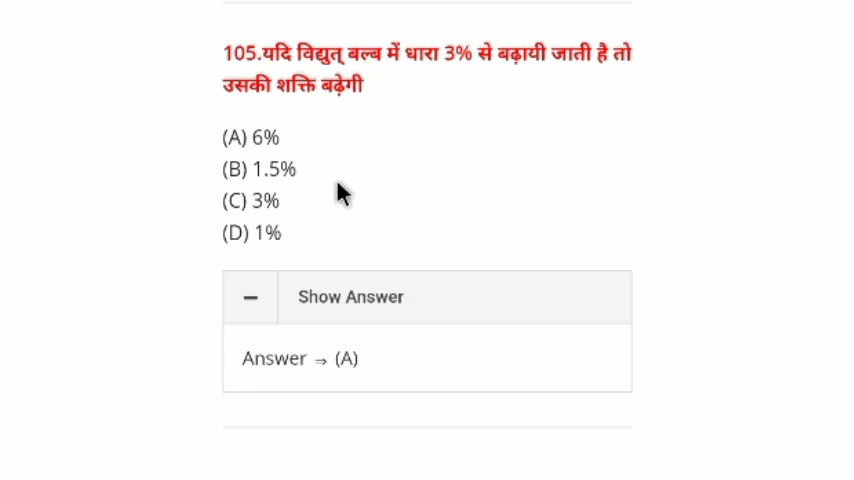 105.यदि विद्युत् बल्ब में धारा 3% से बढ़ायी जाती है तो
उसकी शक्ति बढ़ेगी
(A) 6%
(B) 1.5%
(C) 3%
(D) 1%
Show Answer
Answer ⇒ (A)